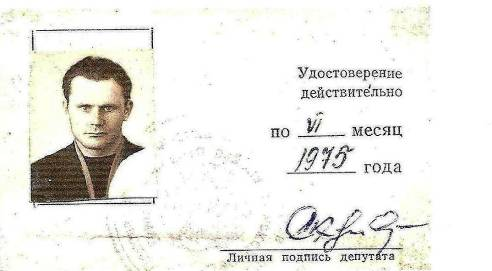 Удостоверение
действительно
по VI месяц
1975 года
Личная подпись депутата